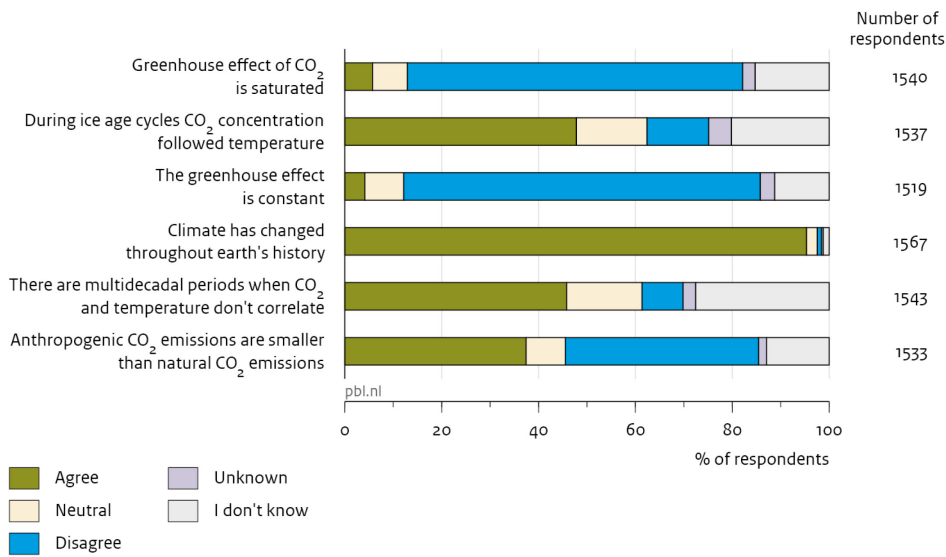 Number of
respondents
Greenhouse effect of CO₂
is saturated
1540
During ice age cycles CO₂ concentration
followed temperature
1537
The greenhouse effect
is constant
1519
Climate has changed
throughout earth's history
1567
There are multidecadal periods when CO₂
and temperature don't correlate
1543
Anthropogenic CO₂ emissions are smaller
than natural CO₂ emissions
1533
pbl.nl
0 20 40 60 80 100
% of respondents
Agree Unknown
Neutral I don't know
Disagree